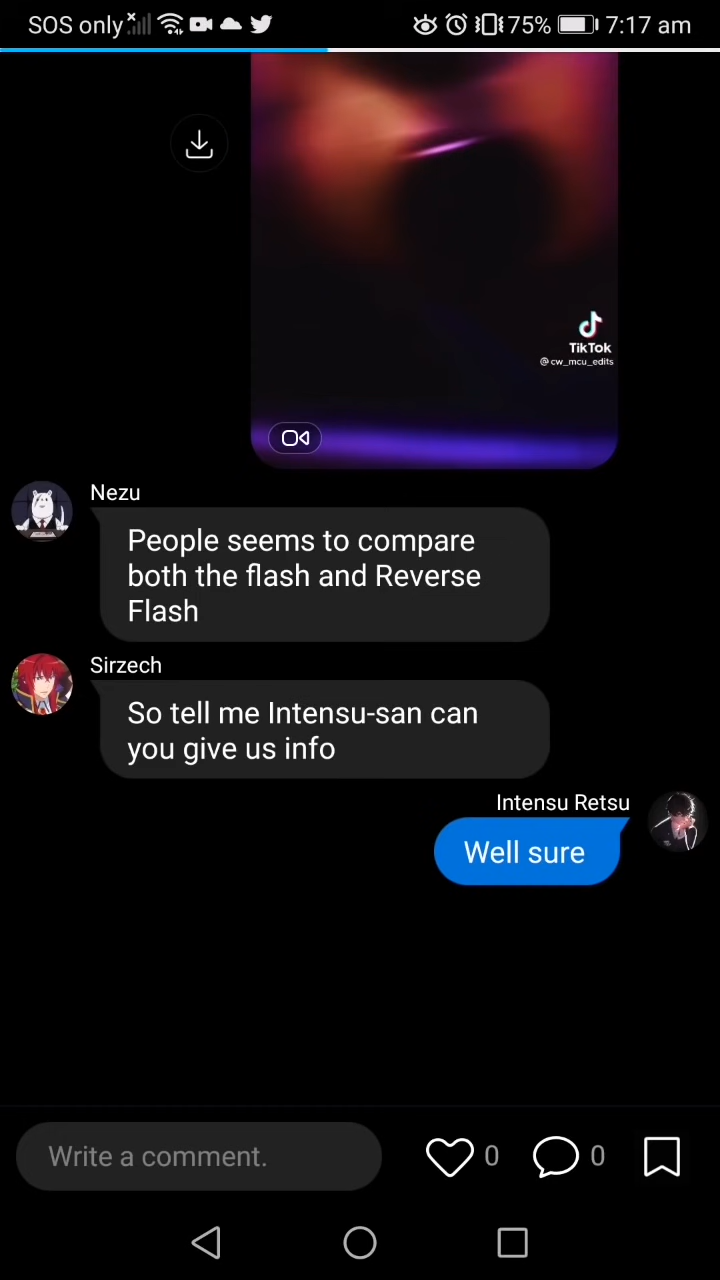 SOS only 75% 7:17 am
TikTok
@cw_mcu_edits
Nezu
People seems to compare
both the flash and Reverse
Flash
Sirzech
So tell me Intensu-san can
you give us info
Intensu Retsu
Well sure
Write a comment. 0 0